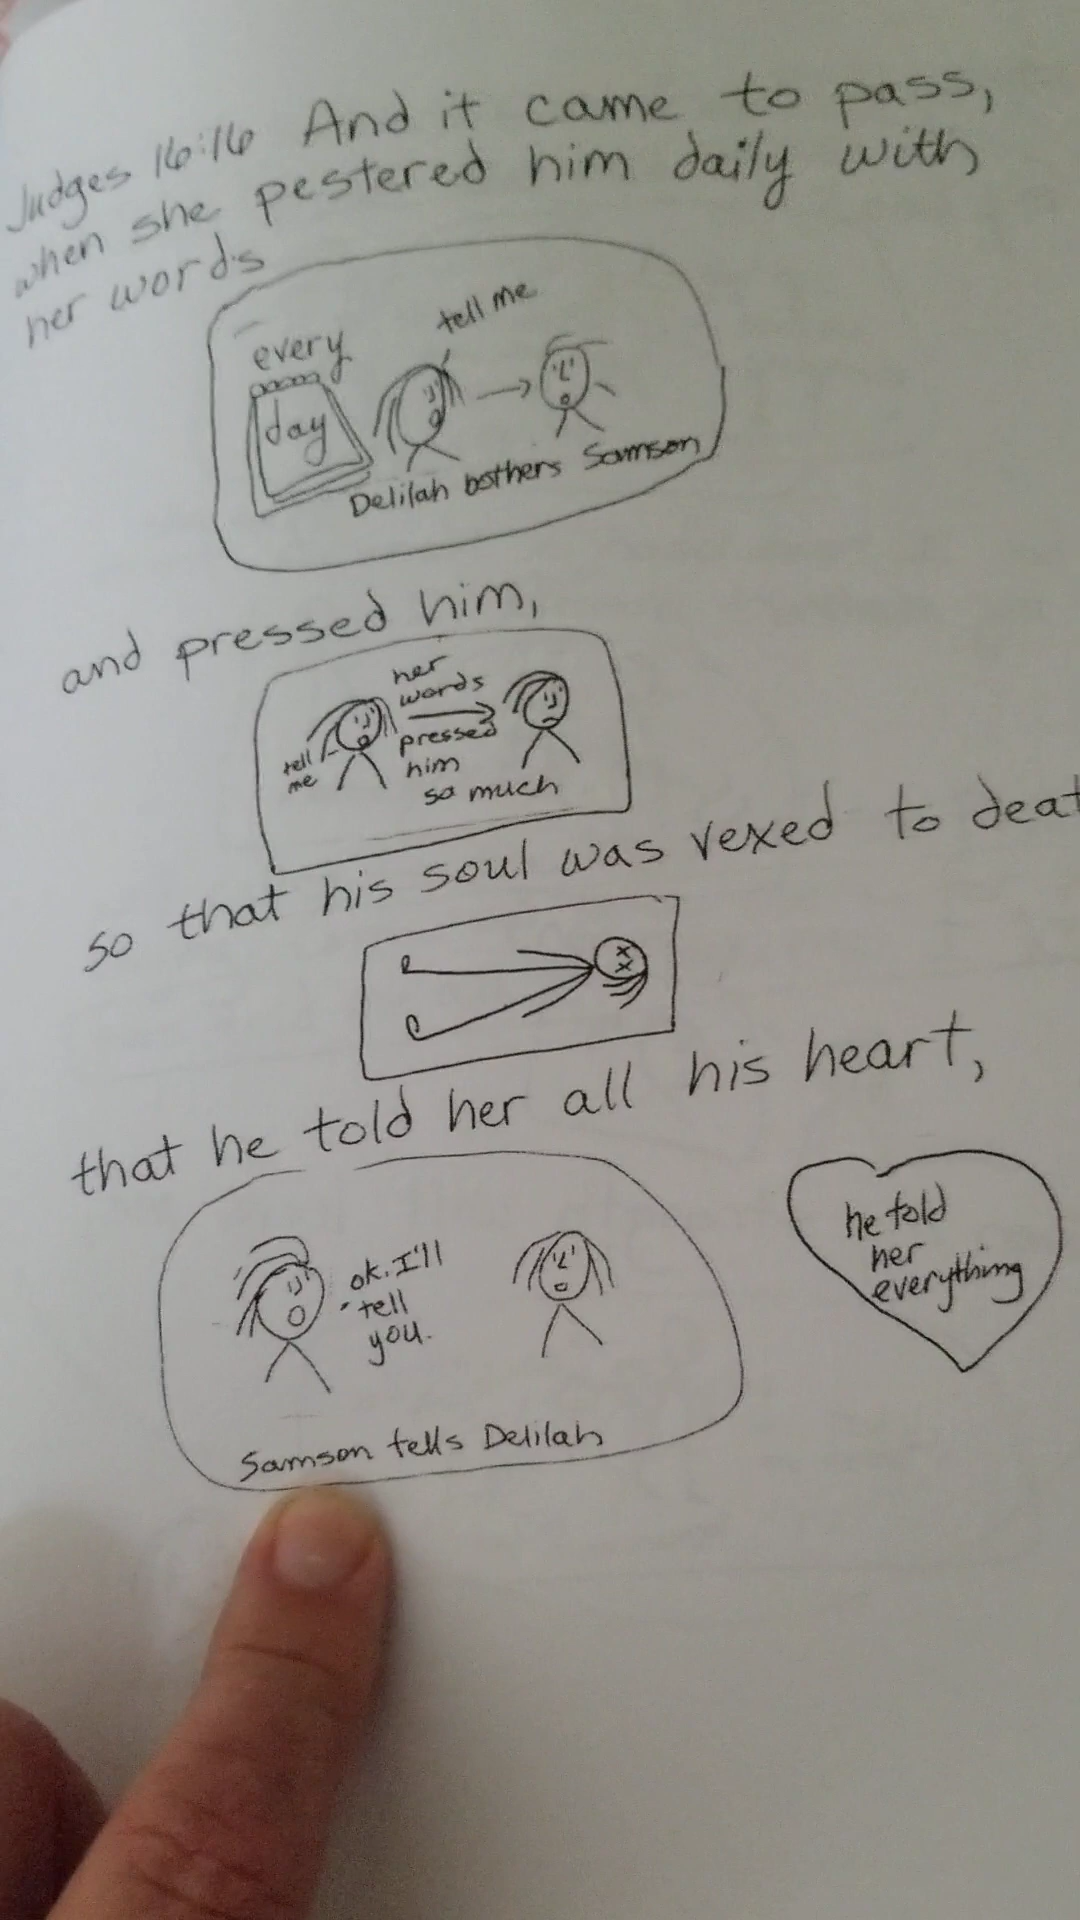 Judges 16:16 And it came to pass,
when she pestered him daily with
her words
every
day
tell me
Delilah bothers Samson
and pressed him,
her
words
pressed
him
so much
tell
me
so that his soul was vexed to deat
that he told her all his heart,
ok. I'll
tell
you.
Samson tells Delilah
he told
her
everything